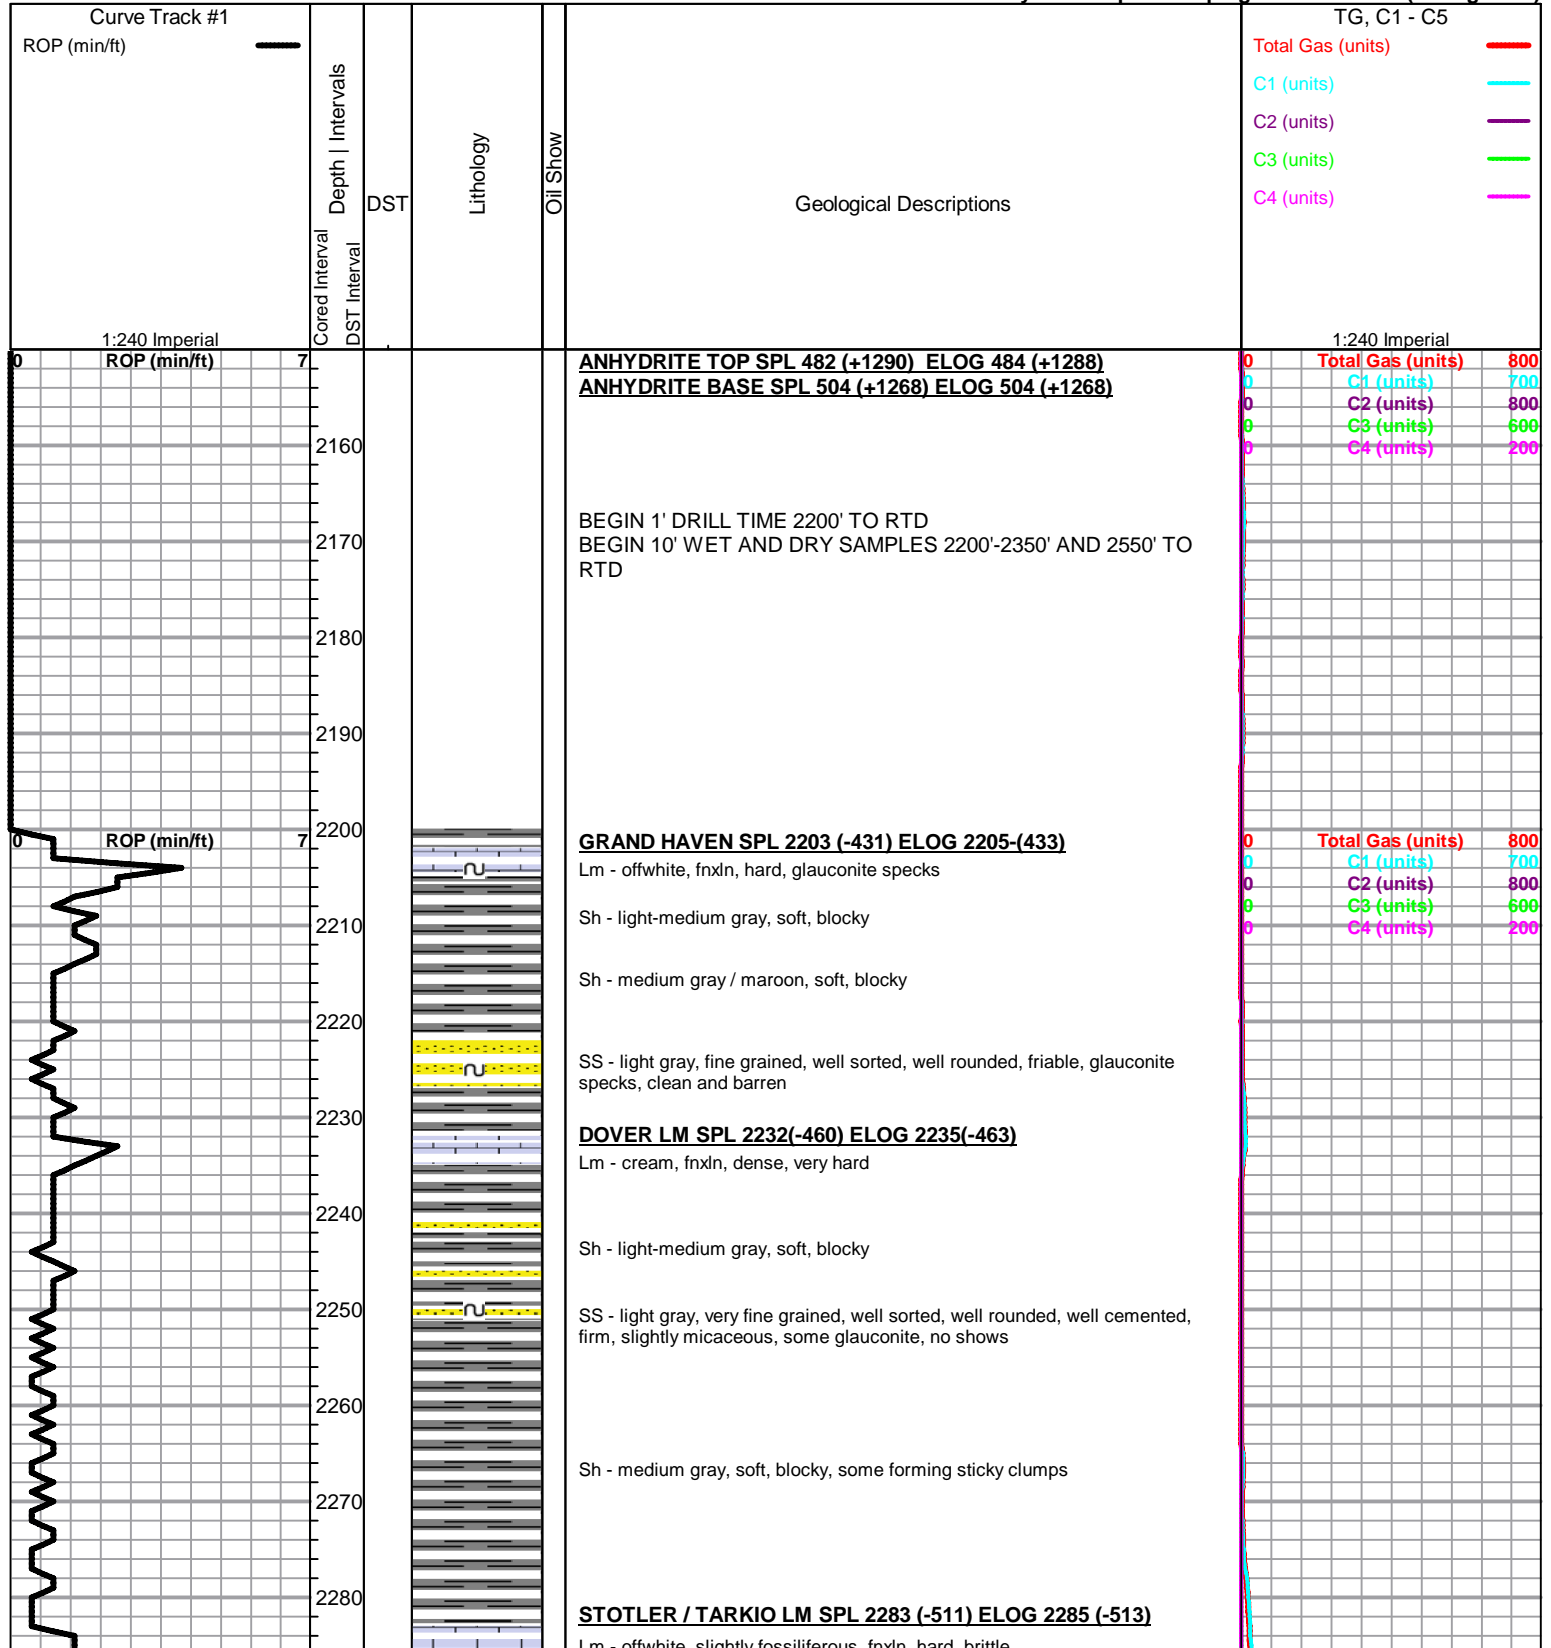 Curve Track #1
ROP (min/ft)
1:240 Imperial
Depth | Intervals
Cored Interval
DST Interval
DST
Lithology
Oil Show
Geological Descriptions
TG, C1 - C5
Total Gas (units)
C1 (units)
C2 (units)
C3 (units)
C4 (units)
1:240 Imperial
0 ROP (min/ft) 7
ANHYDRITE TOP SPL 482 (+1290) ELOG 484 (+1288)
ANHYDRITE BASE SPL 504 (+1268) ELOG 504 (+1268)
0 Total Gas (units) 800
0 C1 (units) 700
0 C2 (units) 800
0 C3 (units) 600
0 C4 (units) 200
2160
BEGIN 1' DRILL TIME 2200' TO RTD
BEGIN 10' WET AND DRY SAMPLES 2200'-2350' AND 2550' TO
RTD
2170
2180
2190
2200
0 ROP (min/ft) 7
GRAND HAVEN SPL 2203 (-431) ELOG 2205-(433)
Lm - offwhite, fnxln, hard, glauconite specks
0 Total Gas (units) 800
0 C1 (units) 700
0 C2 (units) 800
0 C3 (units) 600
0 C4 (units) 200
Sh - light-medium gray, soft, blocky
2210
Sh - medium gray / maroon, soft, blocky
2220
SS - light gray, fine grained, well sorted, well rounded, friable, glauconite
specks, clean and barren
2230
DOVER LM SPL 2232(-460) ELOG 2235(-463)
Lm - cream, fnxln, dense, very hard
2240
Sh - light-medium gray, soft, blocky
2250
SS - light gray, very fine grained, well sorted, well rounded, well cemented,
firm, slightly micaceous, some glauconite, no shows
2260
Sh - medium gray, soft, blocky, some forming sticky clumps
2270
2280
STOTLER / TARKIO LM SPL 2283 (-511) ELOG 2285 (-513)
Lm - offwhite, slightly fossiliferous, fnxln, hard, brittle